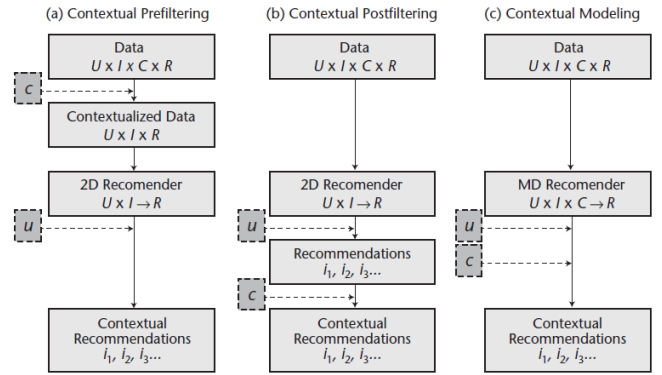 (a) Contextual Prefiltering
Data
U x I x C x R
c
Contextualized Data
U x I x R
2D Recomender
U x I → R
u
Contextual
Recommendations
i₁, i₂, i₃...
(b) Contextual Postfiltering
Data
U x I x C x R
2D Recomender
U x I → R
u
Recommendations
i₁, i₂, i₃...
c
Contextual
Recommendations
i₁, i₂, i₃...
(c) Contextual Modeling
Data
U x I x C x R
MD Recomender
U x I x C → R
u
c
Contextual
Recommendations
i₁, i₂, i₃...